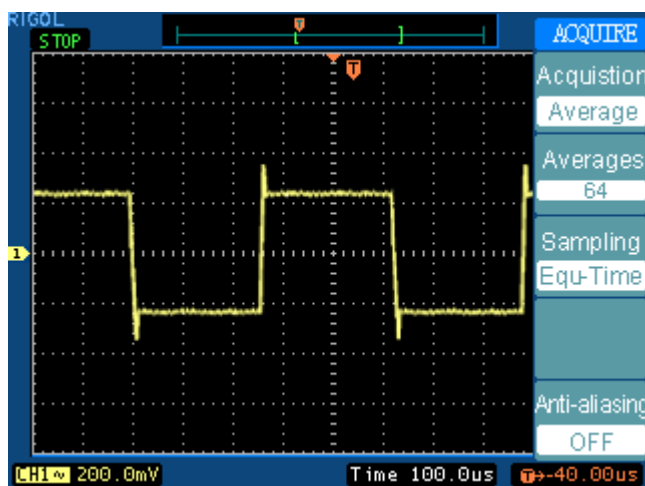 RIGOL
STOP
T
ACQUIRE
T
Acquistion
Average
Averages
64
1
Sampling
Equ-Time
Anti-aliasing
OFF
CH1~ 200.0mV Time 100.0us T→-40.00us